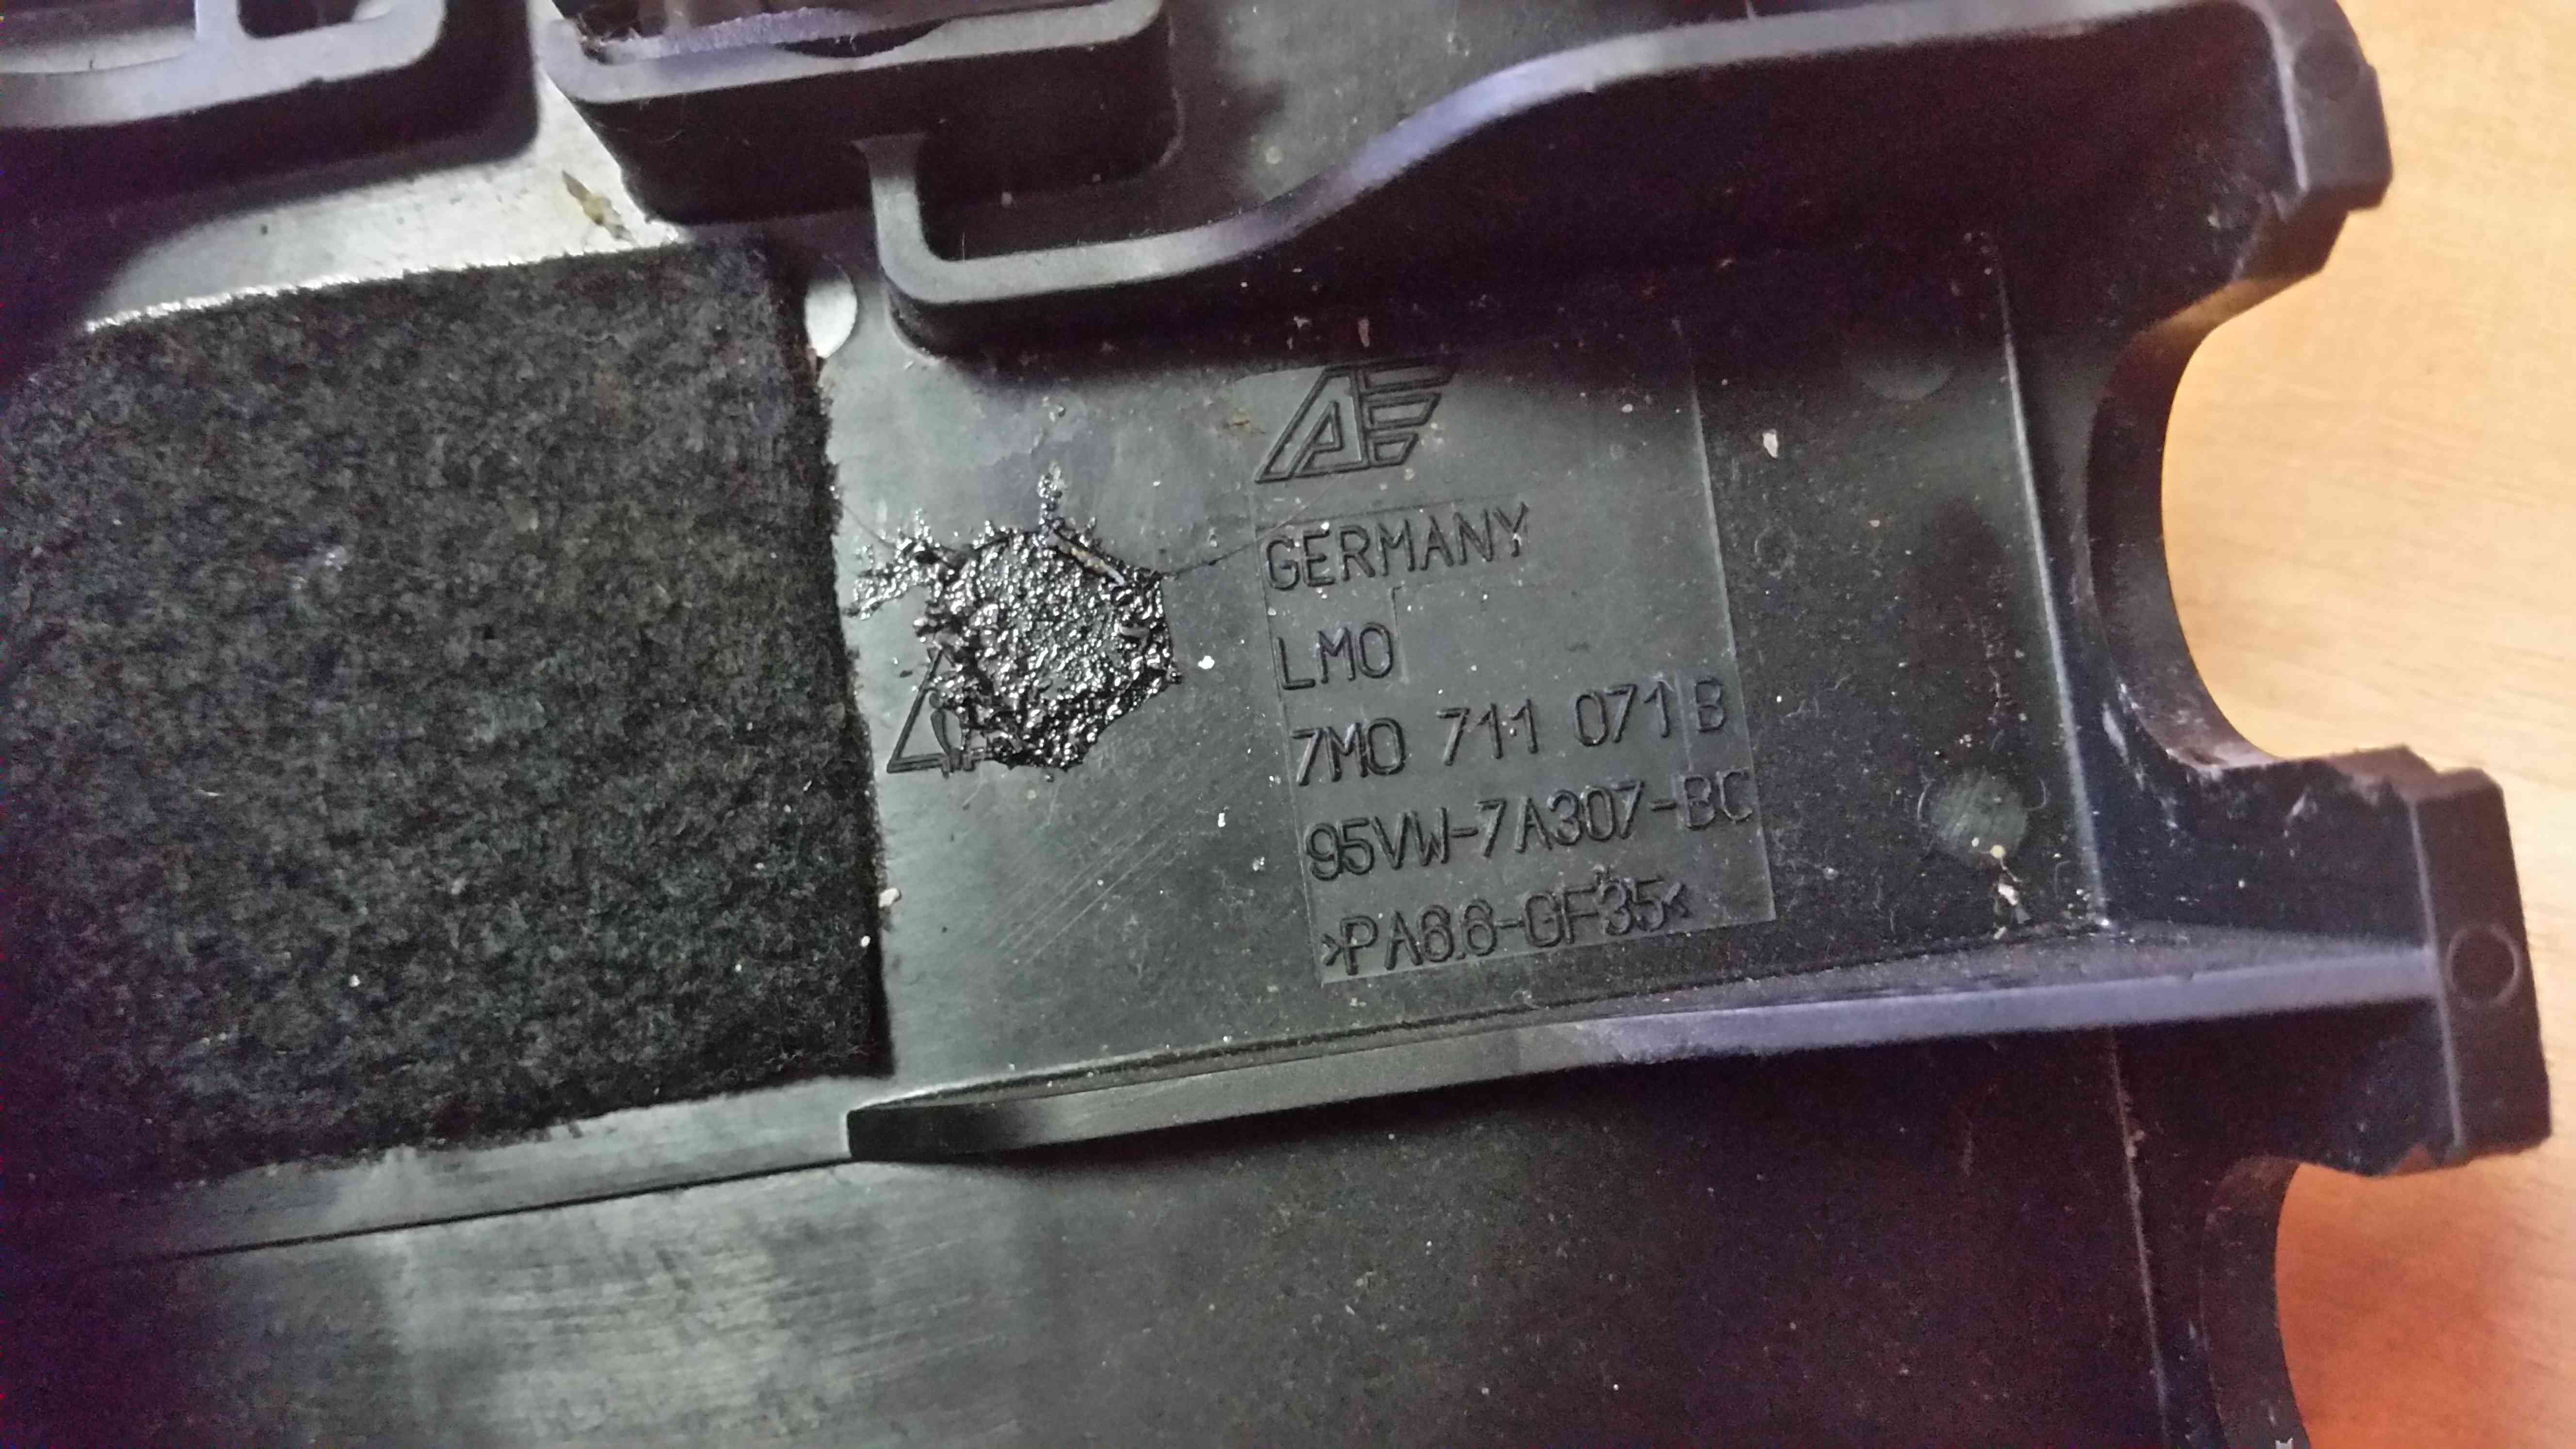 GERMANY
LMO
7M0 711 071 B
95VW-7A307-BC
>PA6.6-GF35<